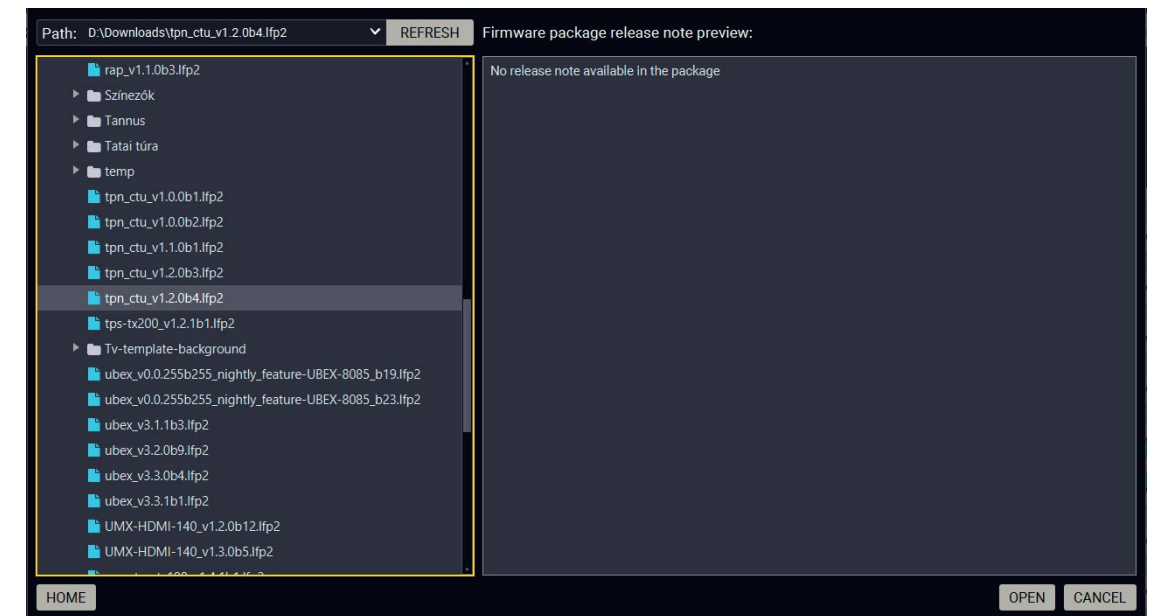 Path: D:\Downloads\tpn_ctu_v1.2.0b4.lfp2 REFRESH
Firmware package release note preview:
rap_v1.1.0b3.lfp2
Színezők
Tannus
Tatai túra
temp
tpn_ctu_v1.0.0b1.lfp2
tpn_ctu_v1.0.0b2.lfp2
tpn_ctu_v1.1.0b1.lfp2
tpn_ctu_v1.2.0b3.lfp2
tpn_ctu_v1.2.0b4.lfp2
tps-tx200_v1.2.1b1.lfp2
Tv-template-background
ubex_v0.0.255b255_nightly_feature-UBEX-8085_b19.lfp2
ubex_v0.0.255b255_nightly_feature-UBEX-8085_b23.lfp2
ubex_v3.1.1b3.lfp2
ubex_v3.2.0b9.lfp2
ubex_v3.3.0b4.lfp2
ubex_v3.3.1b1.lfp2
UMX-HDMI-140_v1.2.0b12.lfp2
UMX-HDMI-140_v1.3.0b5.lfp2
No release note available in the package
HOME
OPEN CANCEL